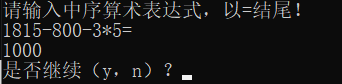 请输入中序算术表达式，以=结尾！
1815-800-3*5=
1000
是否继续（y，n）？